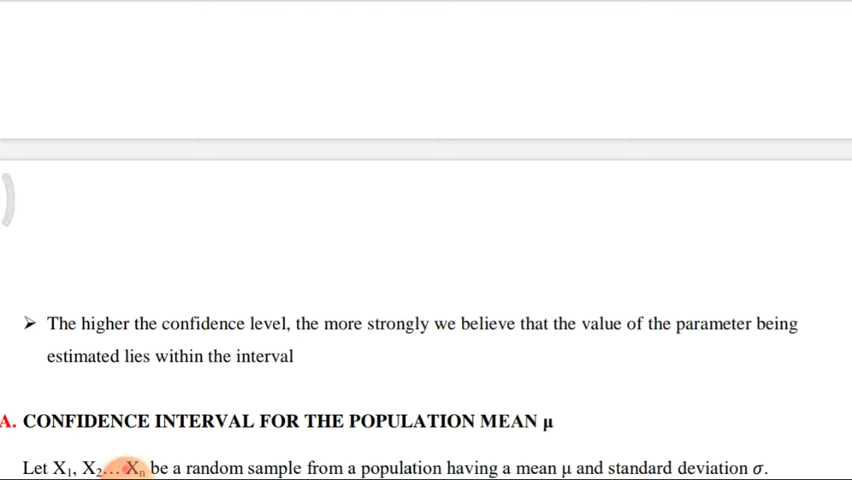 ➢ The higher the confidence level, the more strongly we believe that the value of the parameter being
estimated lies within the interval
A. CONFIDENCE INTERVAL FOR THE POPULATION MEAN μ
Let X₁, X₂… Xₙ be a random sample from a population having a mean μ and standard deviation σ.